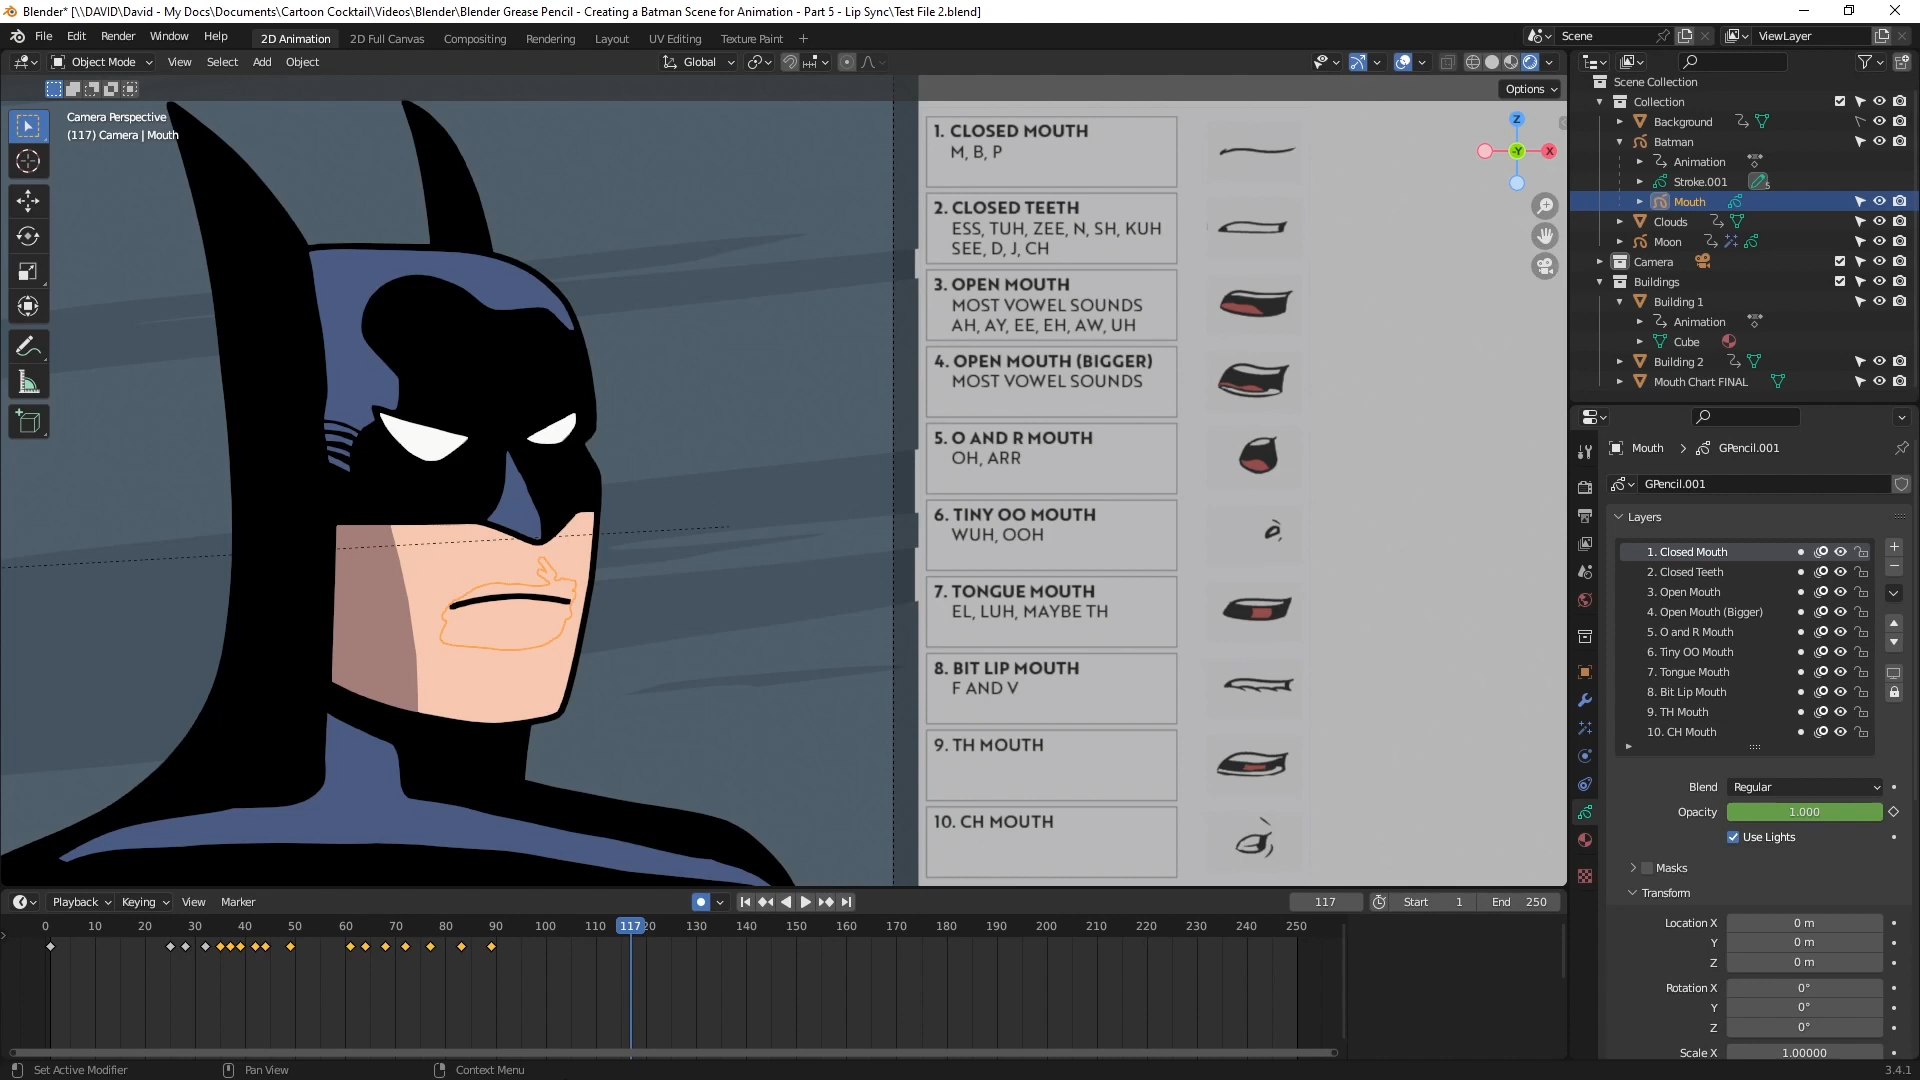 Blender* [\\DAVID\David - My Docs\Documents\Cartoon Cocktail\Videos\Blender\Blender Grease Pencil - Creating a Batman Scene for Animation - Part 5 - Lip Sync\Test File 2.blend]
File Edit Render Window Help 2D Animation 2D Full Canvas Compositing Rendering Layout UV Editing Texture Paint + Scene ViewLayer
Object Mode View Select Add Object Global
Options
Camera Perspective
(117) Camera | Mouth
Z
-Y
X
1. CLOSED MOUTH
M, B, P
2. CLOSED TEETH
ESS, TUH, ZEE, N, SH, KUH
SEE, D, J, CH
3. OPEN MOUTH
MOST VOWEL SOUNDS
AH, AY, EE, EH, AW, UH
4. OPEN MOUTH (BIGGER)
MOST VOWEL SOUNDS
5. O AND R MOUTH
OH, ARR
6. TINY OO MOUTH
WUH, OOH
7. TONGUE MOUTH
EL, LUH, MAYBE TH
8. BIT LIP MOUTH
F AND V
9. TH MOUTH
10. CH MOUTH
Scene Collection
Collection
Background
Batman
Animation
Stroke.001
5
Mouth
Clouds
Moon
Camera
Buildings
Building 1
Animation
Cube
Building 2
Mouth Chart FINAL
Mouth GPencil.001
GPencil.001
Layers
1. Closed Mouth
2. Closed Teeth
3. Open Mouth
4. Open Mouth (Bigger)
5. O and R Mouth
6. Tiny OO Mouth
7. Tongue Mouth
8. Bit Lip Mouth
9. TH Mouth
10. CH Mouth
Blend Regular
Opacity 1.000
Use Lights
Masks
Transform
Location X 0 m
Y 0 m
Z 0 m
Rotation X 0°
Y 0°
Z 0°
Scale X 1.00000
Playback Keying View Marker 117 Start 1 End 250
0 10 20 30 40 50 60 70 80 90 100 110 117 20 130 140 150 160 170 180 190 200 210 220 230 240 250
Set Active Modifier Pan View Context Menu 3.4.1